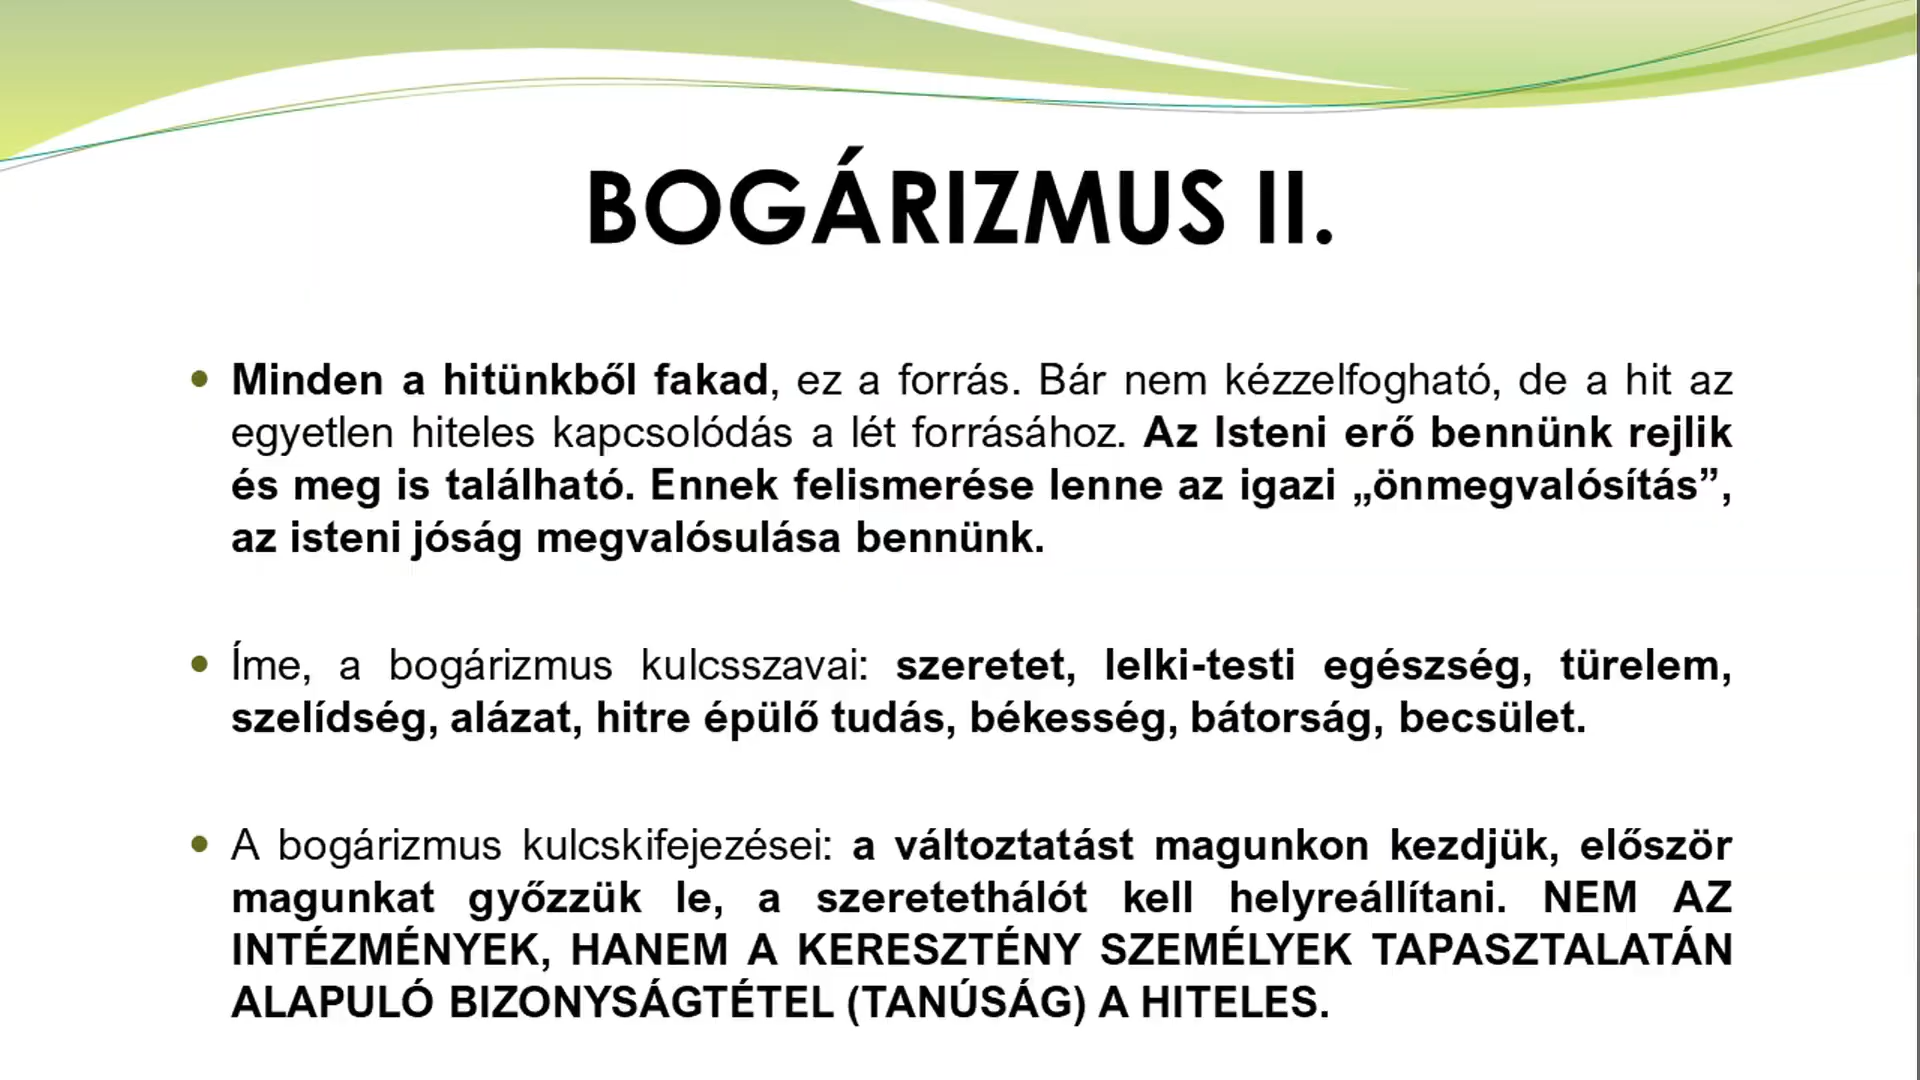 BOGÁRIZMUS II.
• Minden a hitünkből fakad, ez a forrás. Bár nem kézzelfogható, de a hit az
egyetlen hiteles kapcsolódás a lét forrásához. Az Isteni erő bennünk rejlik
és meg is található. Ennek felismerése lenne az igazi „önmegvalósítás”,
az isteni jóság megvalósulása bennünk.
• Íme, a bogárizmus kulcsszavai: szeretet, lelki-testi egészség, türelem,
szelídség, alázat, hitre épülő tudás, békesség, bátorság, becsület.
• A bogárizmus kulcskifejezései: a változtatást magunkon kezdjük, először
magunkat győzzük le, a szeretethálót kell helyreállítani. NEM AZ
INTÉZMÉNYEK, HANEM A KERESZTÉNY SZEMÉLYEK TAPASZTALATÁN
ALAPULÓ BIZONYSÁGTÉTEL (TANÚSÁG) A HITELES.